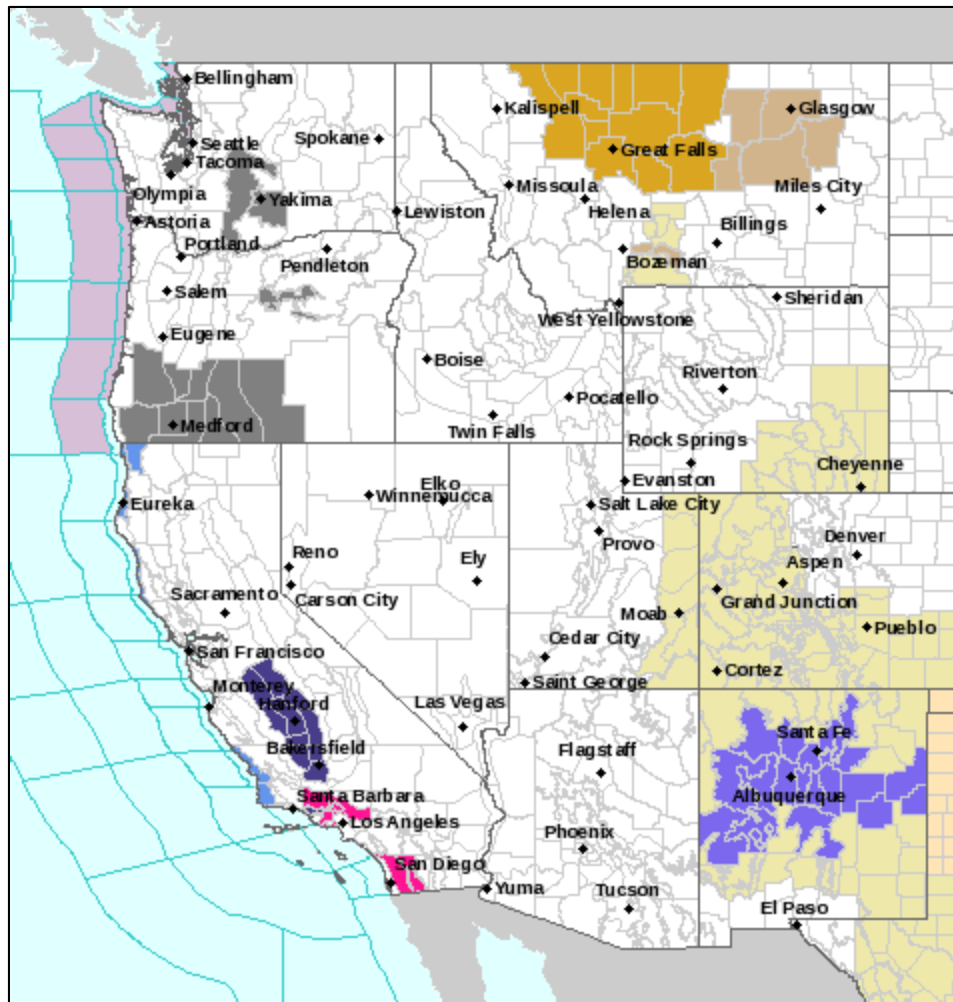 Bellingham
Kalispell
Glasgow
Seattle
Spokane
Great Falls
Tacoma
Olympia
Missoula
Miles City
Yakima
Helena
Lewiston
Astoria
Billings
Portland
Pendleton
Bozeman
Salem
Sheridan
West Yellowstone
Eugene
Boise
Riverton
Pocatello
Medford
Twin Falls
Rock Springs
Cheyenne
Elko
Evanston
Winnemucca
Eureka
Salt Lake City
Denver
Provo
Reno
Ely
Aspen
Sacramento
Carson City
Grand Junction
Moab
Pueblo
Cedar City
San Francisco
Cortez
Saint George
Monterey
Hanford
Las Vegas
Santa Fe
Bakersfield
Flagstaff
Santa Barbara
Albuquerque
Los Angeles
Phoenix
San Diego
Yuma
Tucson
El Paso